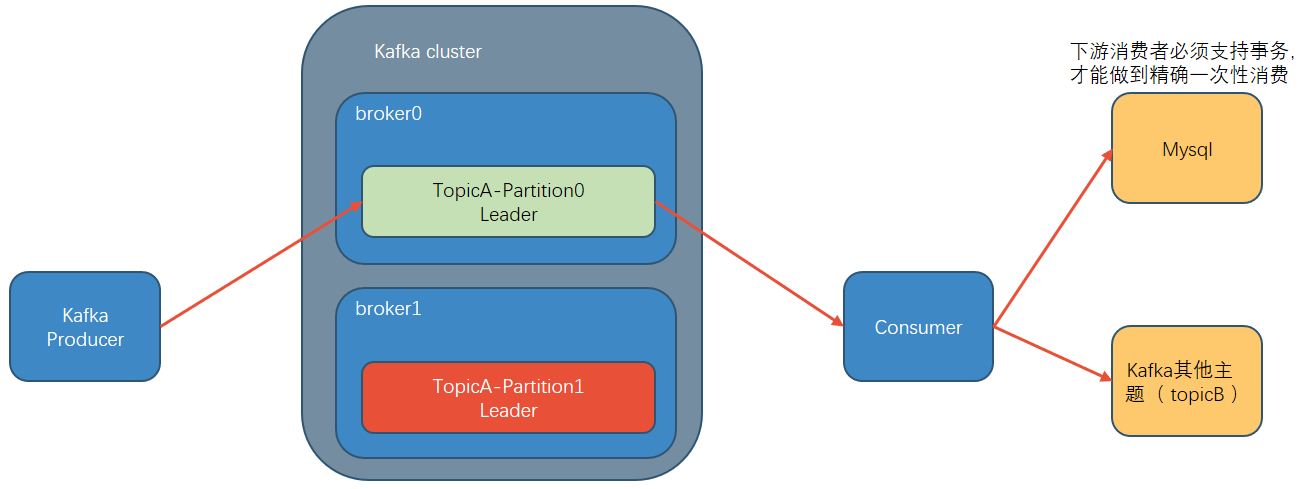 Kafka cluster
broker0
TopicA-Partition0
Leader
broker1
TopicA-Partition1
Leader
Kafka
Producer
Consumer
下游消费者必须支持事务,
才能做到精确一次性消费
Mysql
Kafka其他主
题（topicB）